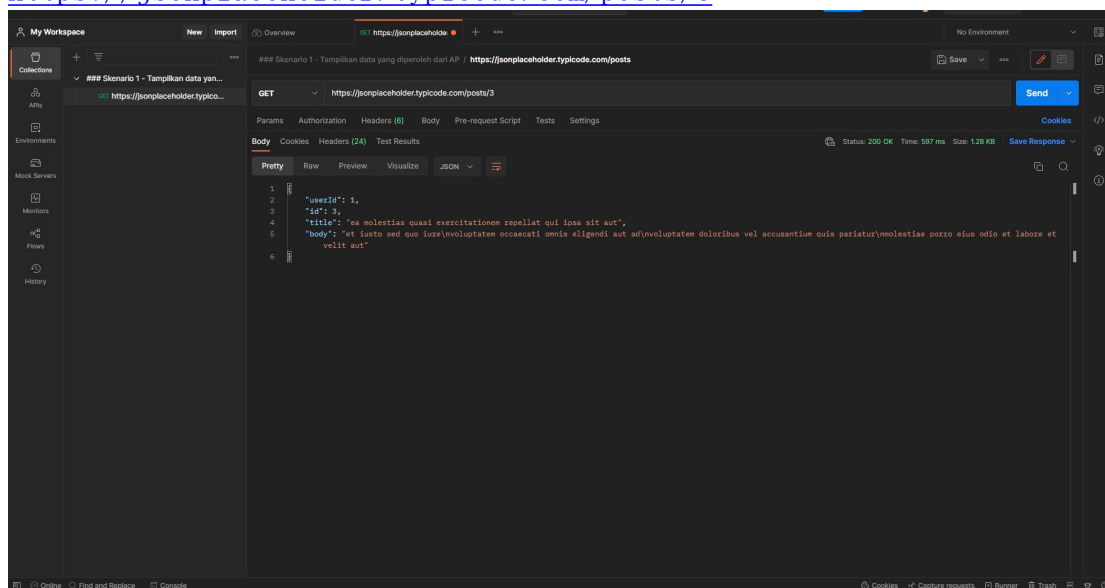 My Workspace
New Import
Overview
GET https://jsonplaceholde
No Environment
Collections
### Skenario 1 - Tampilkan data yan...
GET https://jsonplaceholder.typico...
### Skenario 1 - Tampilkan data yang diperoleh dari AP / https://jsonplaceholder.typicode.com/posts
Save
APIs
GET https://jsonplaceholder.typicode.com/posts/3
Send
Environments
Params Authorization Headers (6) Body Pre-request Script Tests Settings
Cookies
Body Cookies Headers (24) Test Results
Status: 200 OK Time: 597 ms Size: 1.28 KB Save Response
Mock Servers
Pretty Raw Preview Visualize JSON
Monitors
1 {
2 "userId": 1,
3 "id": 3,
4 "title": "ea molestias quasi exercitationem repellat qui ipsa sit aut",
5 "body": "et iusto sed quo iure\nvoluptatem occaecati omnis eligendi aut ad\nvoluptatem doloribus vel accusantium quis pariatur\nmolestiae porro eius odio et labore et
velit aut"
6 }
Flows
History
Online Find and Replace Console
Cookies Capture requests Runner Trash